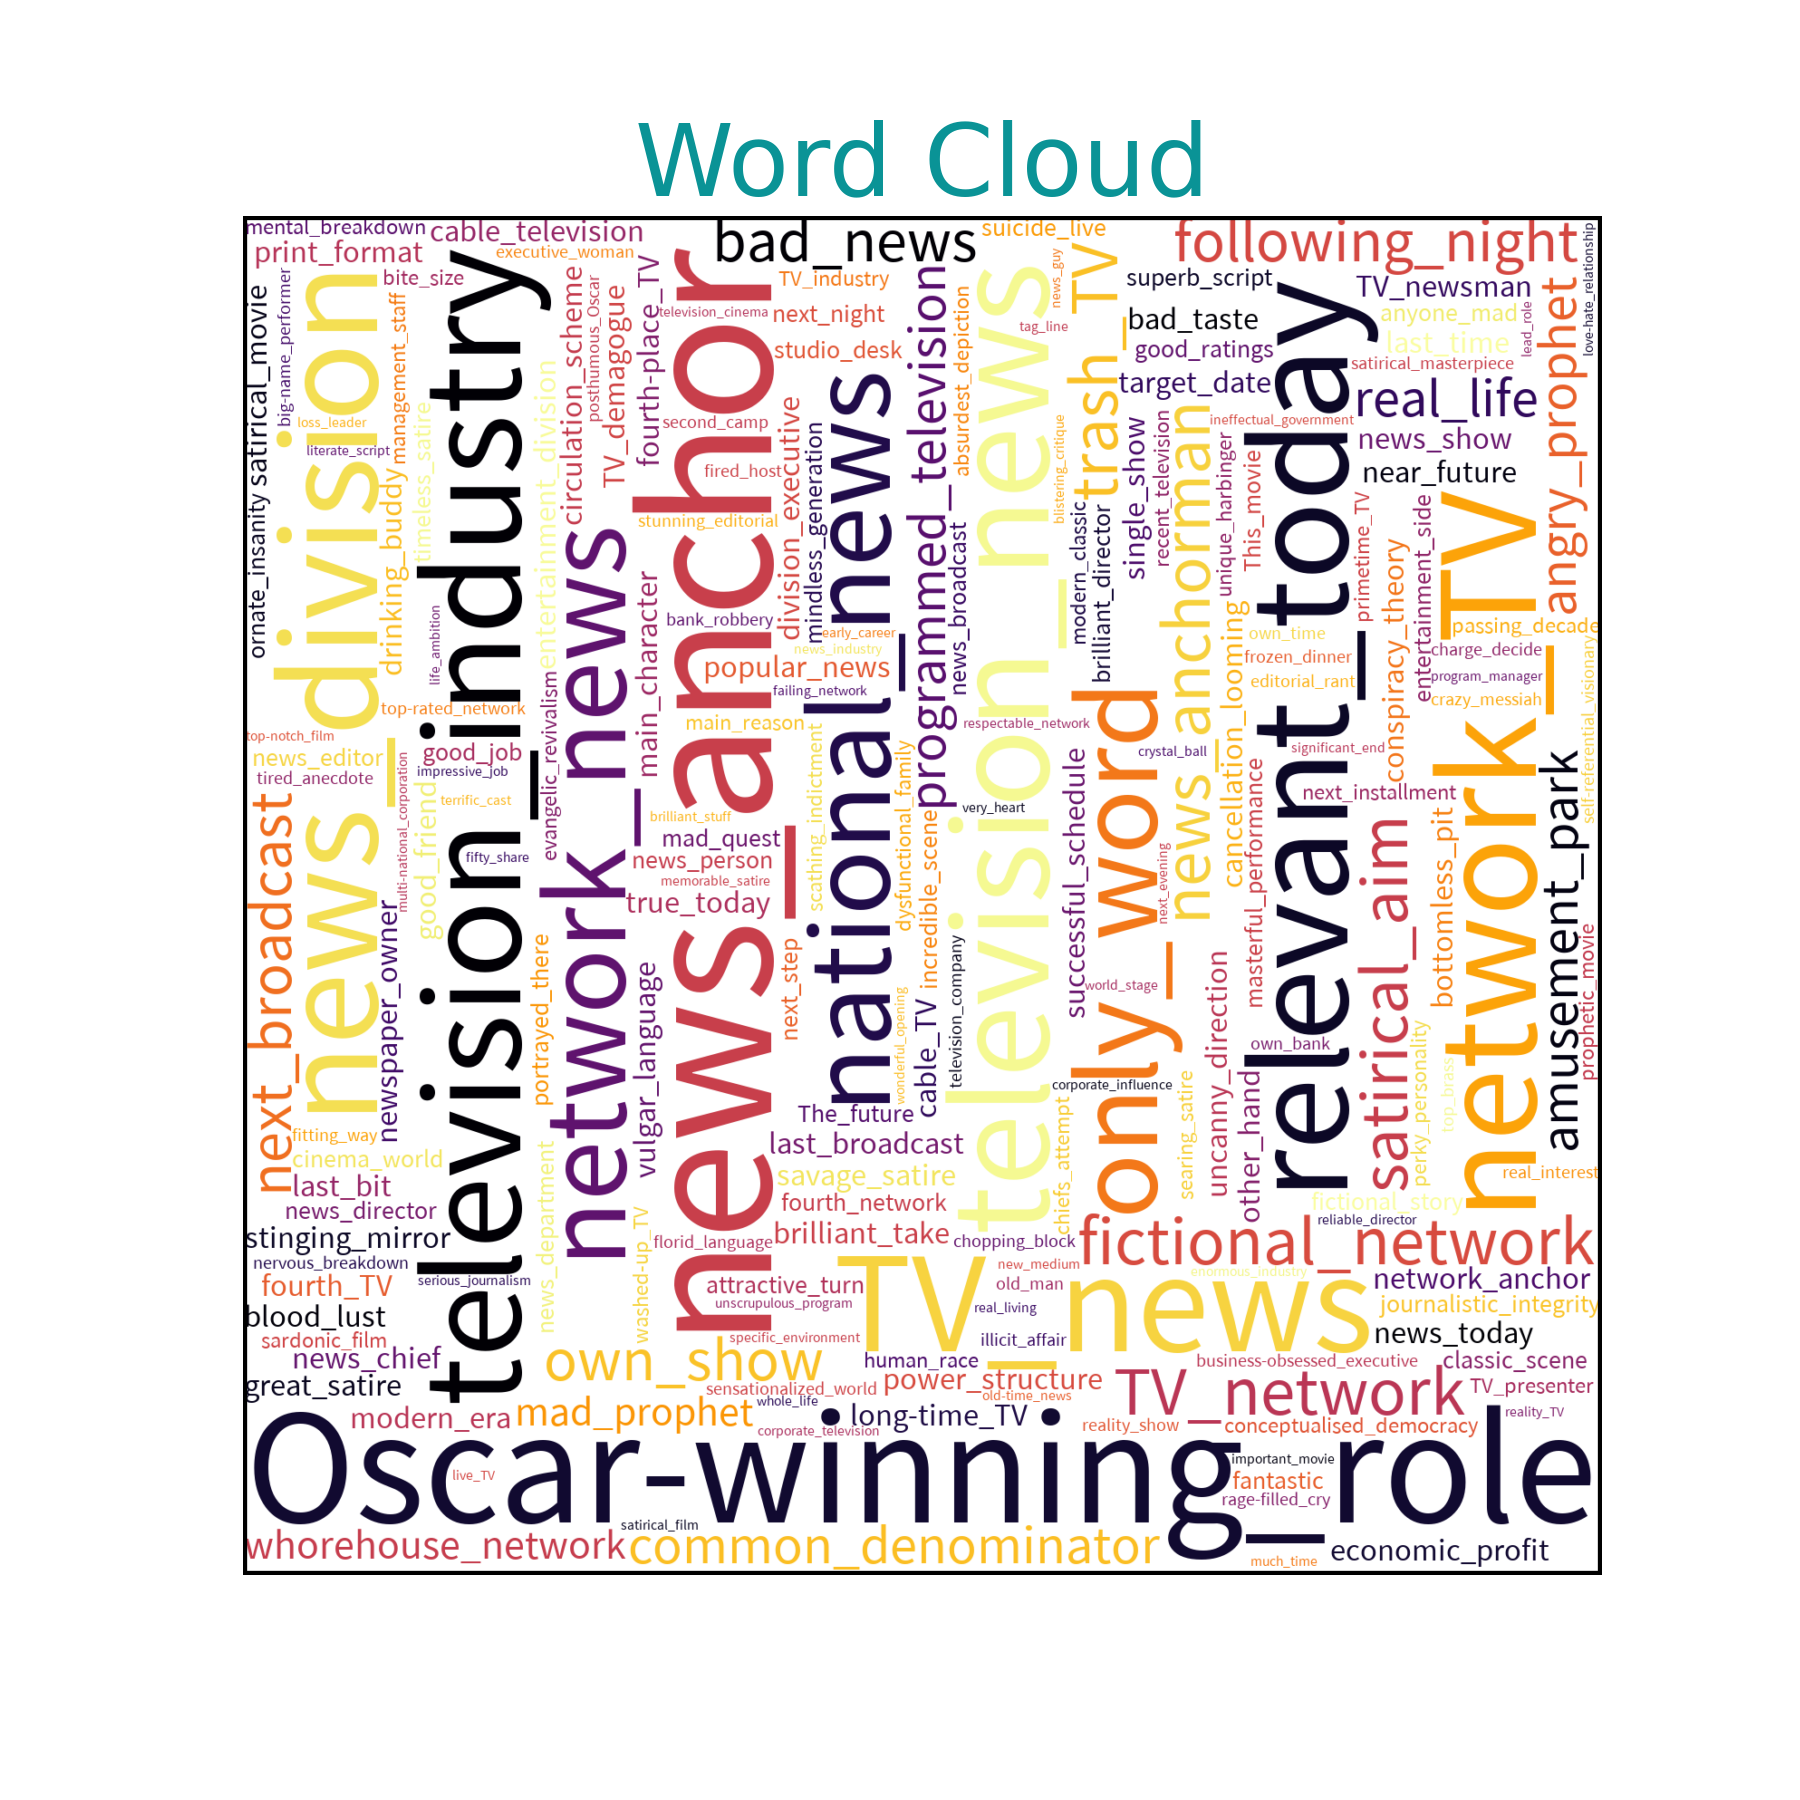 Word Cloud
mental_breakdown
cable_television
bad_news
suicide_live
following_night
love-hate_relationship
print_format
executive_woman
bite_size
TV_industry
news_guy
trash_TV
superb_script
TV_newsman
anyone_mad
lead_role
angry_prophet
television_cinema
next_night
tag_line
bad_taste
last_time
studio_desk
good_ratings
satirical_masterpiece
target_date
real_life
ornate_insanity
satirical_movie
big-name_performer
loss_leader
literate_script
management_staff
timeless_satire
drinking_buddy
news_division
television_industry
entertainment_division
circulation_scheme
posthumous_Oscar
TV_demagogue
fourth-place_TV
second_camp
fired_host
stunning_editorial
news_anchor
division_executive
mindless_generation
national_news
programmed_television
absurdest_depiction
television_news
blistering_critique
modern_classic
brilliant_director
single_show
recent_television
news_anchorman
unique_harbinger
This_movie
ineffectual_government
news_show
near_future
relevant_today
primetime_TV
conspiracy_theory
entertainment_side
network_TV
passing_decade
own_time
frozen_dinner
editorial_rant
charge_decide
program_manager
crazy_messiah
self-referential_visionary
life_ambition
network_news
main_character
bank_robbery
early_career
news_industry
popular_news
failing_network
news_broadcast
top-rated_network
main_reason
respectable_network
cancellation_looming
top-notch_film
news_editor
tired_anecdote
good_job
impressive_job
terrific_cast
evangelic_revivalism
multi-national_corporation
good_friend
fifty_share
brilliant_stuff
mad_quest
news_person
memorable_satire
true_today
scathing_indictment
dysfunctional_family
incredible_scene
very_heart
successful_schedule
only_word
crystal_ball
next_evening
masterful_performance
significant_end
next_installment
satirical_aim
bottomless_pit
amusement_park
next_broadcast
newspaper_owner
portrayed_there
vulgar_language
next_step
wonderful_opening
cable_TV
television_company
world_stage
uncanny_direction
own_bank
other_hand
perky_personality
top_brass
prophetic_movie
fitting_way
cinema_world
last_bit
news_director
stinging_mirror
nervous_breakdown
fourth_TV
blood_lust
sardonic_film
news_chief
great_satire
serious_journalism
news_department
washed-up_TV
The_future
last_broadcast
savage_satire
fourth_network
brilliant_take
florid_language
chopping_block
corporate_influence
chiefs_attempt
searing_satire
real_interest
fictional_story
reliable_director
fictional_network
attractive_turn
unscrupulous_program
new_medium
old_man
real_living
enormous_industry
network_anchor
journalistic_integrity
TV_news
specific_environment
illicit_affair
news_today
own_show
human_race
business-obsessed_executive
classic_scene
sensationalized_world
power_structure
old-time_news
TV_network
TV_presenter
modern_era
mad_prophet
whole_life
long-time_TV
corporate_television
reality_show
conceptualised_democracy
reality_TV
Oscar-winning_role
live_TV
important_movie
fantastic
rage-filled_cry
satirical_film
whorehouse_network
common_denominator
economic_profit
much_time